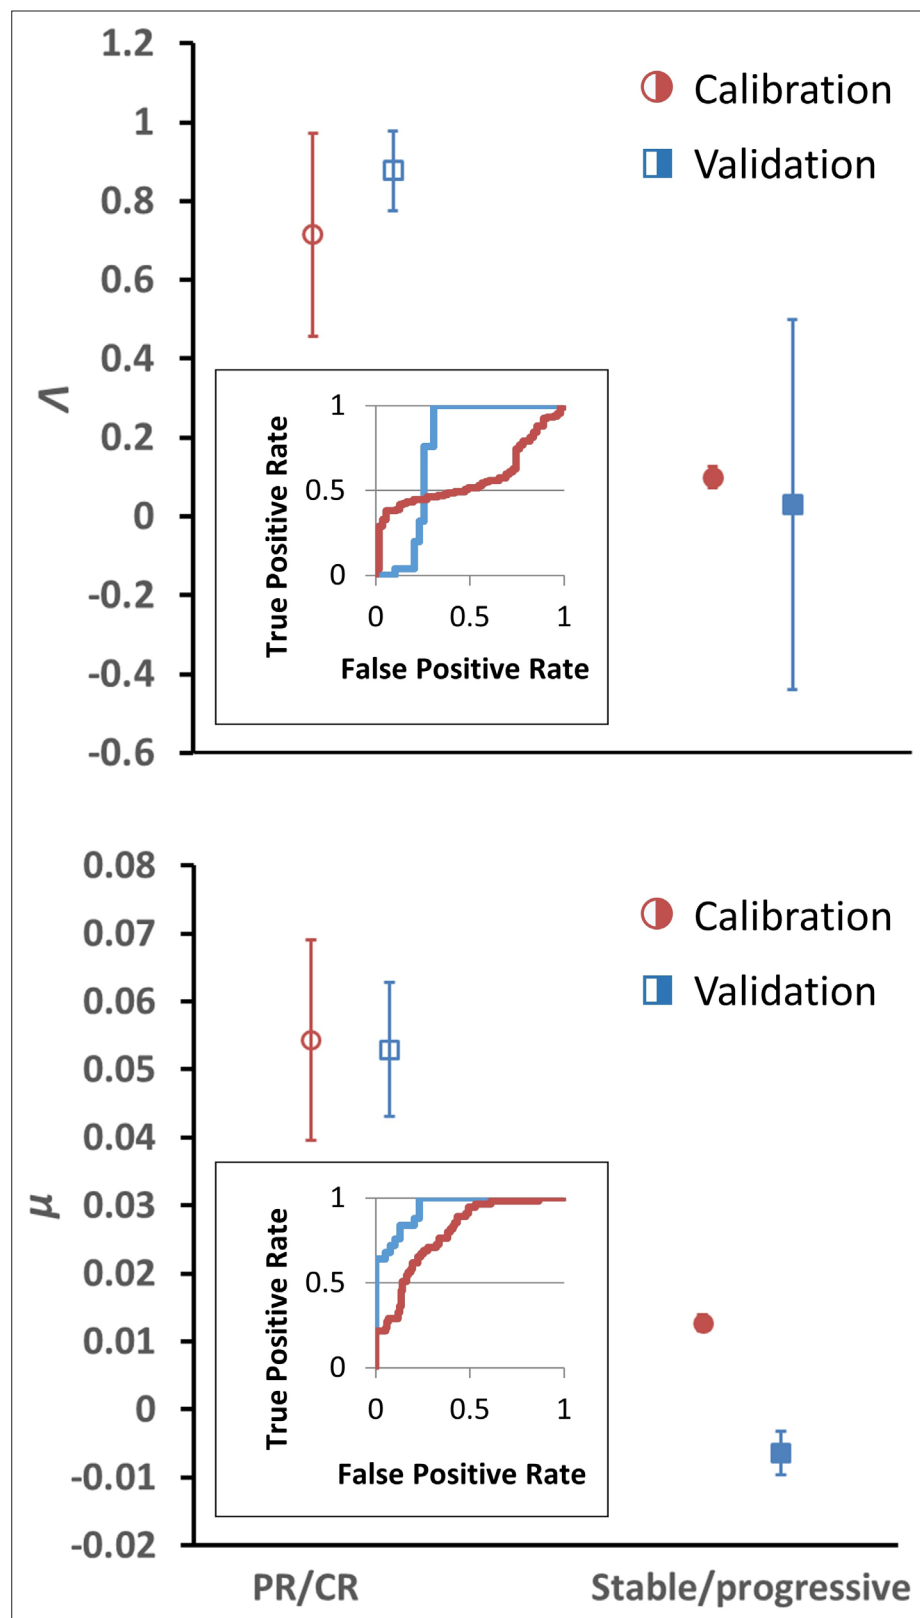 1.2
1
0.8
0.6
0.4
0.2
0
-0.2
-0.4
-0.6
Λ
Calibration
Validation
True Positive Rate
1
0.5
0
0 0.5 1
False Positive Rate
0.08
0.07
0.06
0.05
0.04
0.03
0.02
0.01
0
-0.01
-0.02
μ
Calibration
Validation
True Positive Rate
1
0.5
0
0 0.5 1
False Positive Rate
PR/CR Stable/progressive